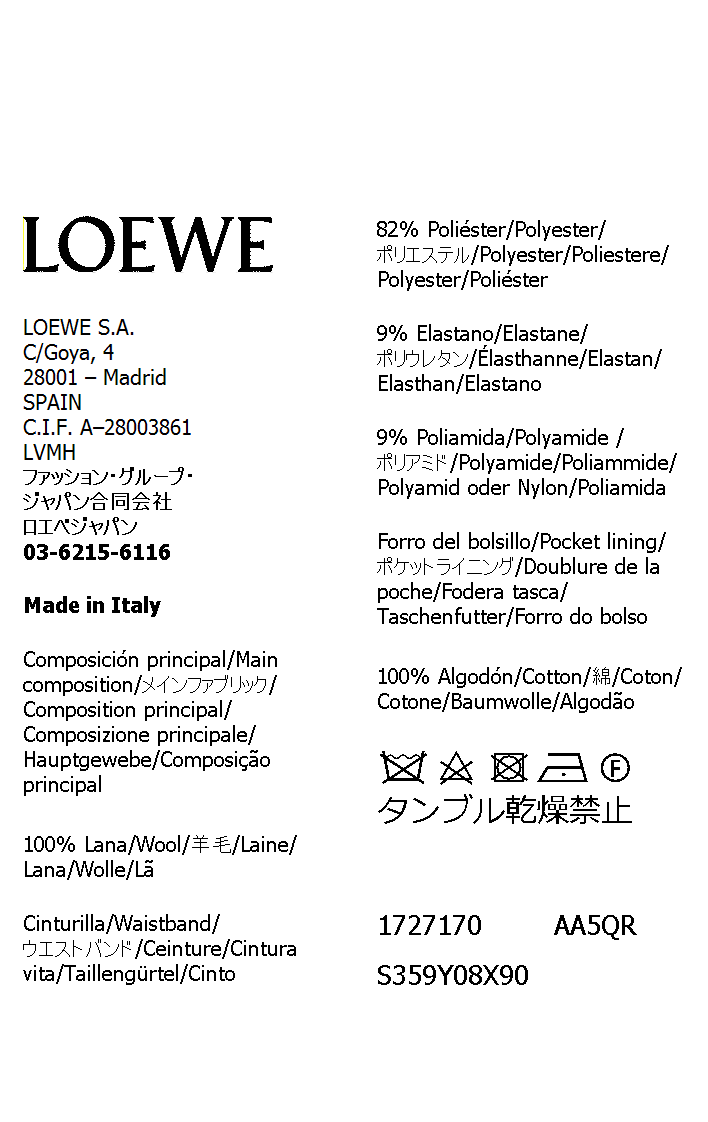 LOEWE
LOEWE S.A.
C/Goya, 4
28001 – Madrid
SPAIN
C.I.F. A–28003861
LVMH
ファッション・グループ・
ジャパン合同会社
ロエベジャパン
03-6215-6116
Made in Italy
Composición principal/Main
composition/メインファブリック/
Composition principal/
Composizione principale/
Hauptgewebe/Composição
principal
100% Lana/Wool/羊毛/Laine/
Lana/Wolle/Lã
Cinturilla/Waistband/
ウエストバンド/Ceinture/Cintura
vita/Taillengürtel/Cinto
82% Poliéster/Polyester/
ポリエステル/Polyester/Poliestere/
Polyester/Poliéster
9% Elastano/Elastane/
ポリウレタン/Élasthanne/Elastan/
Elasthan/Elastano
9% Poliamida/Polyamide /
ポリアミド/Polyamide/Poliammide/
Polyamid oder Nylon/Poliamida
Forro del bolsillo/Pocket lining/
ポケットライニング/Doublure de la
poche/Fodera tasca/
Taschenfutter/Forro do bolso
100% Algodón/Cotton/綿/Coton/
Cotone/Baumwolle/Algodão
F
タンブル乾燥禁止
1727170 AA5QR
S359Y08X90